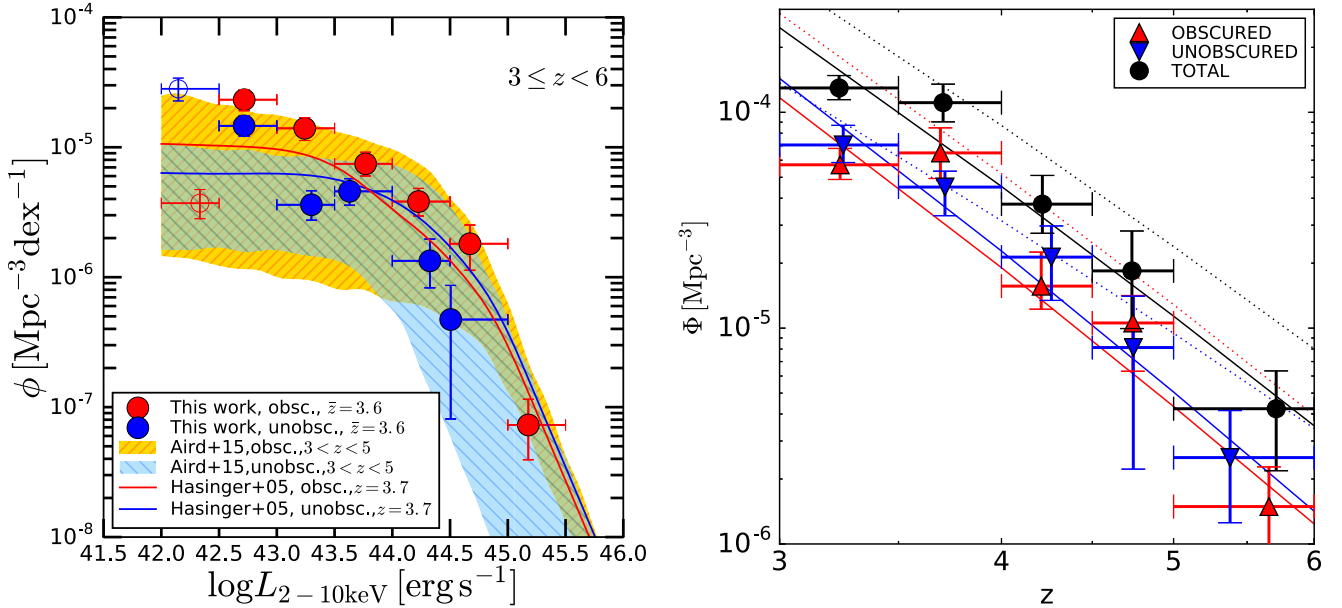 10⁻⁴
10⁻⁵
10⁻⁶
10⁻⁷
10⁻⁸
ϕ [Mpc⁻³dex⁻¹]
3 ≤ z < 6
This work, obsc., z̄ = 3.6
This work, unobsc., z̄ = 3.6
Aird+15,obsc.,3 < z < 5
Aird+15,unobsc.,3 < z < 5
Hasinger+05, obsc.,z = 3.7
Hasinger+05, unobsc.,z = 3.7
41.5 42.0 42.5 43.0 43.5 44.0 44.5 45.0 45.5 46.0
logL₂₋₁₀keV [erg s⁻¹]
OBSCURED
UNOBSCURED
TOTAL
10⁻⁴
10⁻⁵
10⁻⁶
Φ [Mpc⁻³]
3 4 5 6
z